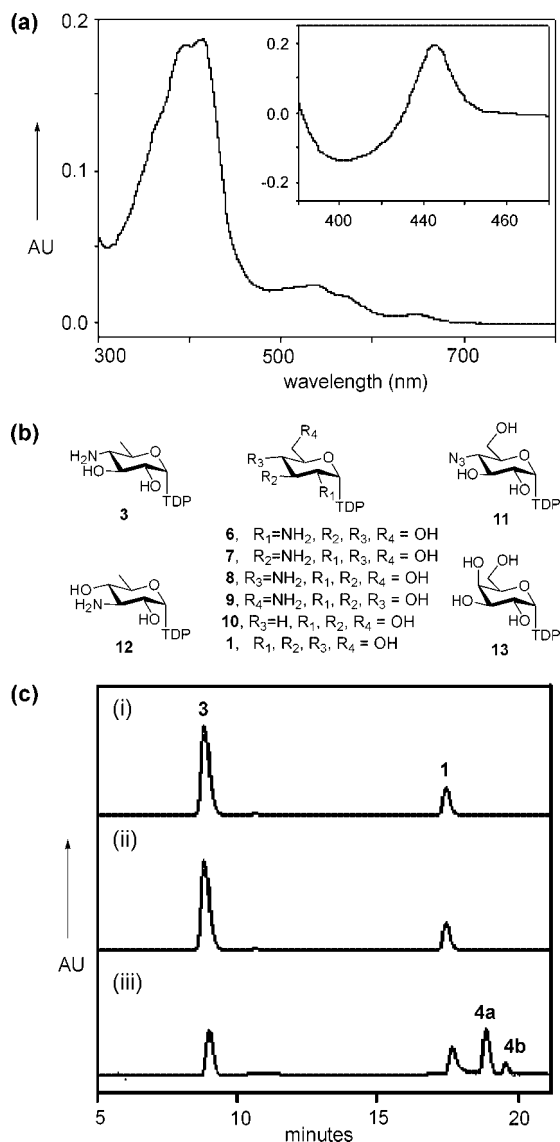 (a)
0.2
0.1
0.0
AU
0.2
0.0
-0.2
400
440
460
300
500
700
wavelength (nm)
(b)
H₂N
HO
HO
TDP
3
R₄
R₃
R₂
R₁
TDP
OH
N₃
HO
HO
TDP
11
HO
H₂N
HO
TDP
12
6, R₁=NH₂, R₂, R₃, R₄ = OH
7, R₂=NH₂, R₁, R₃, R₄ = OH
8, R₃=NH₂, R₁, R₂, R₄ = OH
9, R₄=NH₂, R₁, R₂, R₃ = OH
10, R₃=H, R₁, R₂, R₄ = OH
1, R₁, R₂, R₃, R₄ = OH
OH
OH
HO
HO
TDP
13
(c)
(i)
3
1
(ii)
AU
(iii)
4a
4b
5
10
15
20
minutes